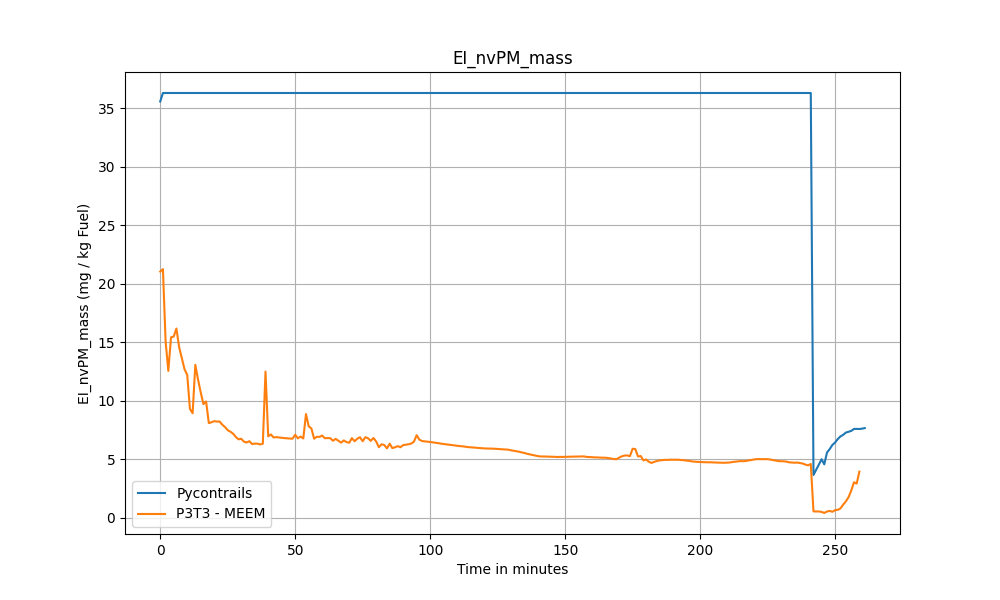 EI_nvPM_mass
EI_nvPM_mass (mg / kg Fuel)
35
30
25
20
15
10
5
0
Pycontrails
P3T3 - MEEM
0 50 100 150 200 250
Time in minutes